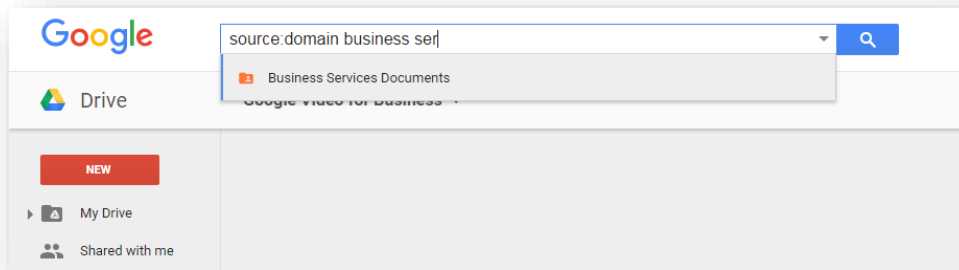 Google
source:domain business ser
Business Services Documents
Drive
Google Video for Business
NEW
My Drive
Shared with me